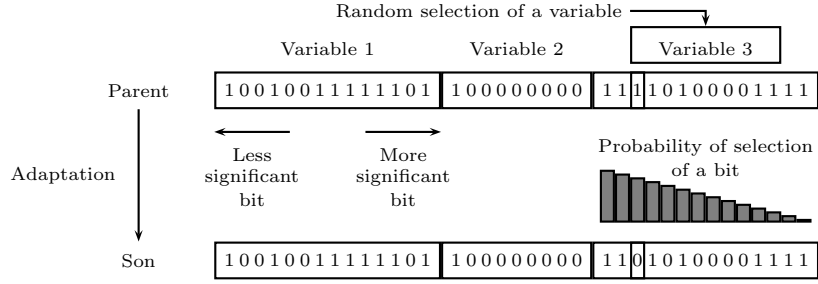 Random selection of a variable
Variable 1 Variable 2 Variable 3
Parent 1 0 0 1 0 0 1 1 1 1 1 1 0 1 1 0 0 0 0 0 0 0 0 1 1 1 1 0 1 0 0 0 0 1 1 1 1
Less significant bit
More significant bit
Probability of selection
of a bit
Adaptation
Son 1 0 0 1 0 0 1 1 1 1 1 1 0 1 1 0 0 0 0 0 0 0 0 1 1 0 1 0 1 0 0 0 0 1 1 1 1